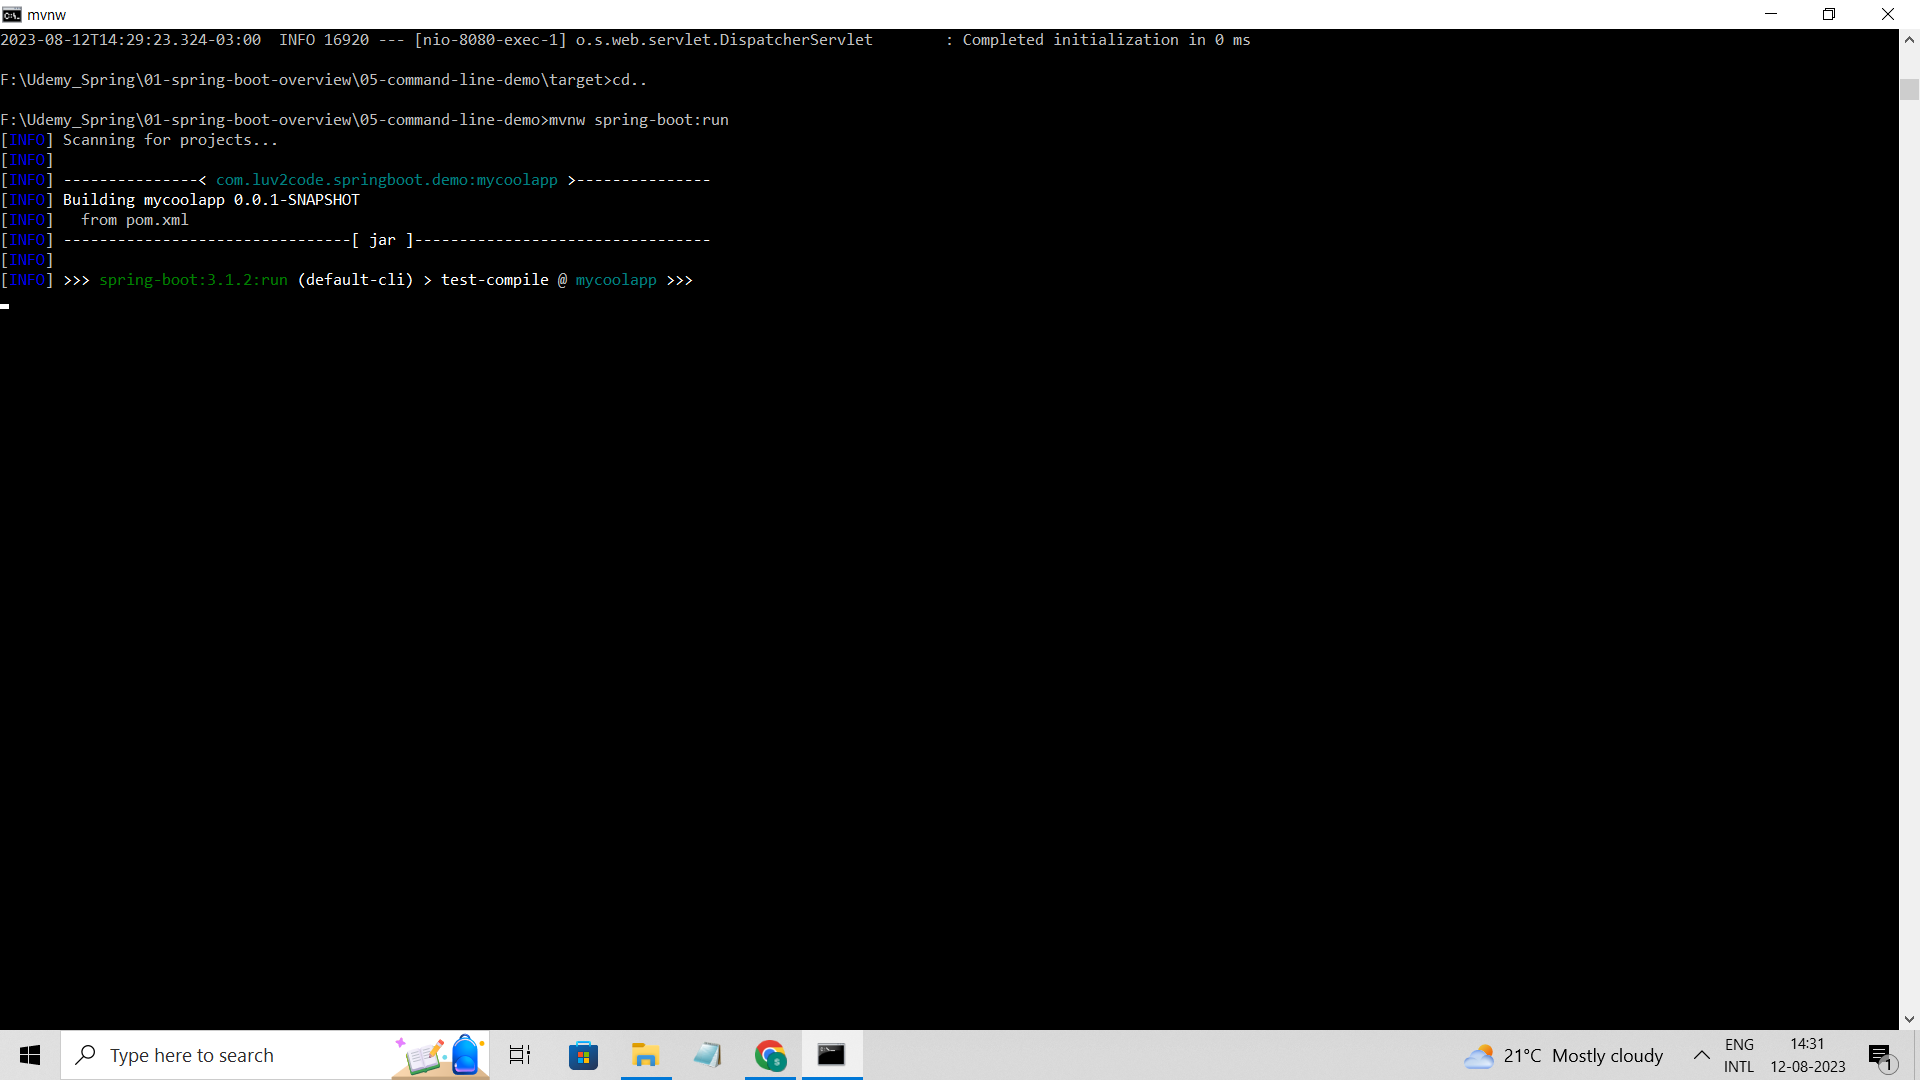 mvnw
2023-08-12T14:29:23.324-03:00  INFO 16920 --- [nio-8080-exec-1] o.s.web.servlet.DispatcherServlet        : Completed initialization in 0 ms
F:\Udemy_Spring\01-spring-boot-overview\05-command-line-demo\target>cd..
F:\Udemy_Spring\01-spring-boot-overview\05-command-line-demo>mvnw spring-boot:run
[INFO] Scanning for projects...
[INFO]
[INFO] ---------------< com.luv2code.springboot.demo:mycoolapp >---------------
[INFO] Building mycoolapp 0.0.1-SNAPSHOT
[INFO]   from pom.xml
[INFO] --------------------------------[ jar ]---------------------------------
[INFO]
[INFO] >>> spring-boot:3.1.2:run (default-cli) > test-compile @ mycoolapp >>>
Type here to search
21°C Mostly cloudy
ENG
INTL
14:31
12-08-2023
1